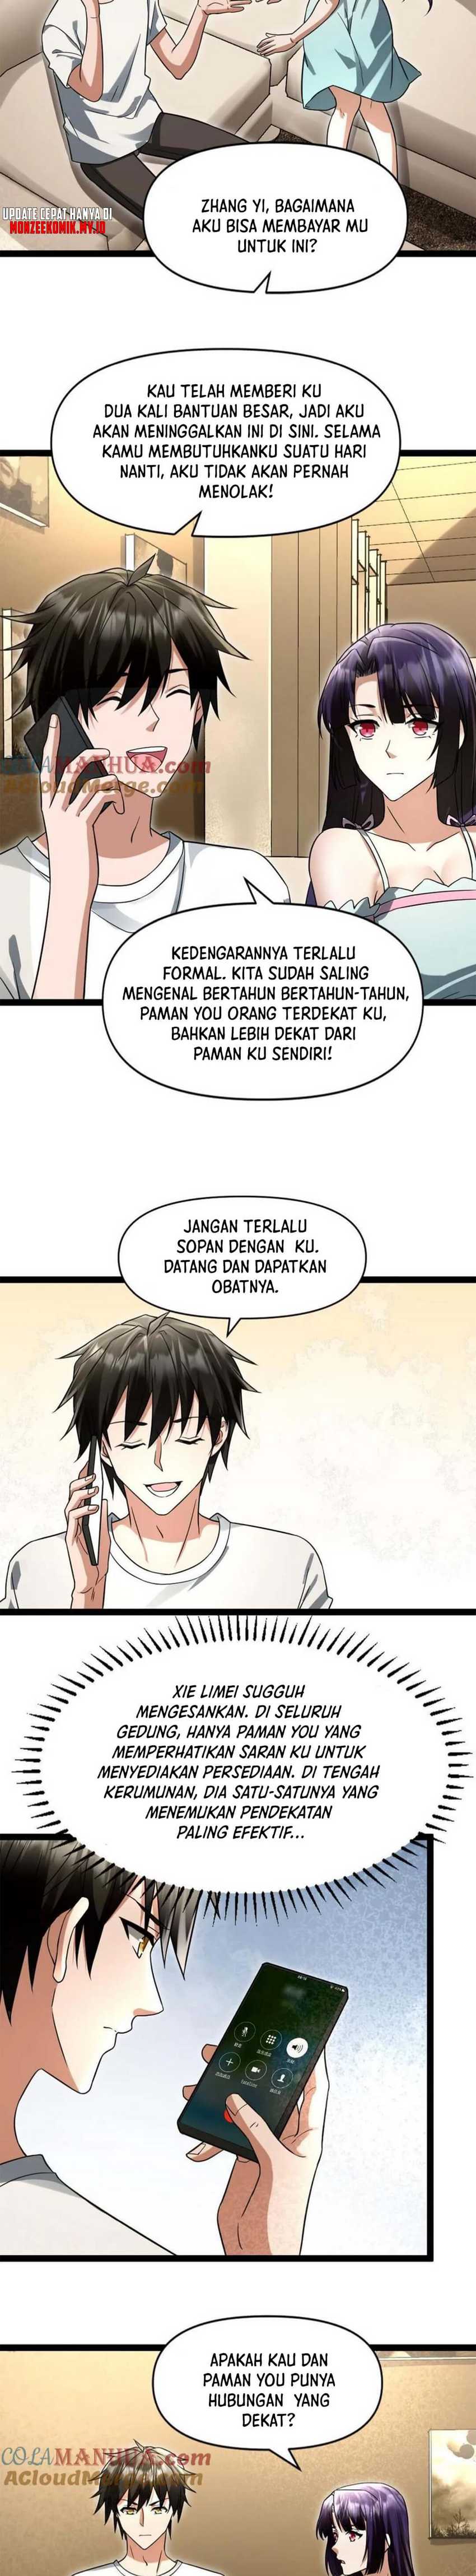 UPDATE CEPAT HANYA DI
MONZEEKOMIK.MY.ID
ZHANG YI, BAGAIMANA
AKU BISA MEMBAYAR MU
UNTUK INI?
KAU TELAH MEMBERI KU
DUA KALI BANTUAN BESAR, JADI AKU
AKAN MENINGGALKAN INI DI SINI. SELAMA
KAMU MEMBUTUHKANKU SUATU HARI
NANTI, AKU TIDAK AKAN PERNAH
MENOLAK!
COLAMANHUA.com
ACloudMerge.com
KEDENGARANNYA TERLALU
FORMAL. KITA SUDAH SALING
MENGENAL BERTAHUN BERTAHUN-TAHUN,
PAMAN YOU ORANG TERDEKAT KU,
BAHKAN LEBIH DEKAT DARI
PAMAN KU SENDIRI!
JANGAN TERLALU
SOPAN DENGAN KU.
DATANG DAN DAPATKAN
OBATNYA.
XIE LIMEI SUGGUH
MENGESANKAN. DI SELURUH
GEDUNG, HANYA PAMAN YOU YANG
MEMPERHATIKAN SARAN KU UNTUK
MENYEDIAKAN PERSEDIAAN. DI TENGAH
KERUMUNAN, DIA SATU-SATUNYA YANG
MENEMUKAN PENDEKATAN
PALING EFEKTIF...
APAKAH KAU DAN
PAMAN YOU PUNYA
HUBUNGAN YANG
DEKAT?
COLAMANHUA.com
ACloudMerge.com